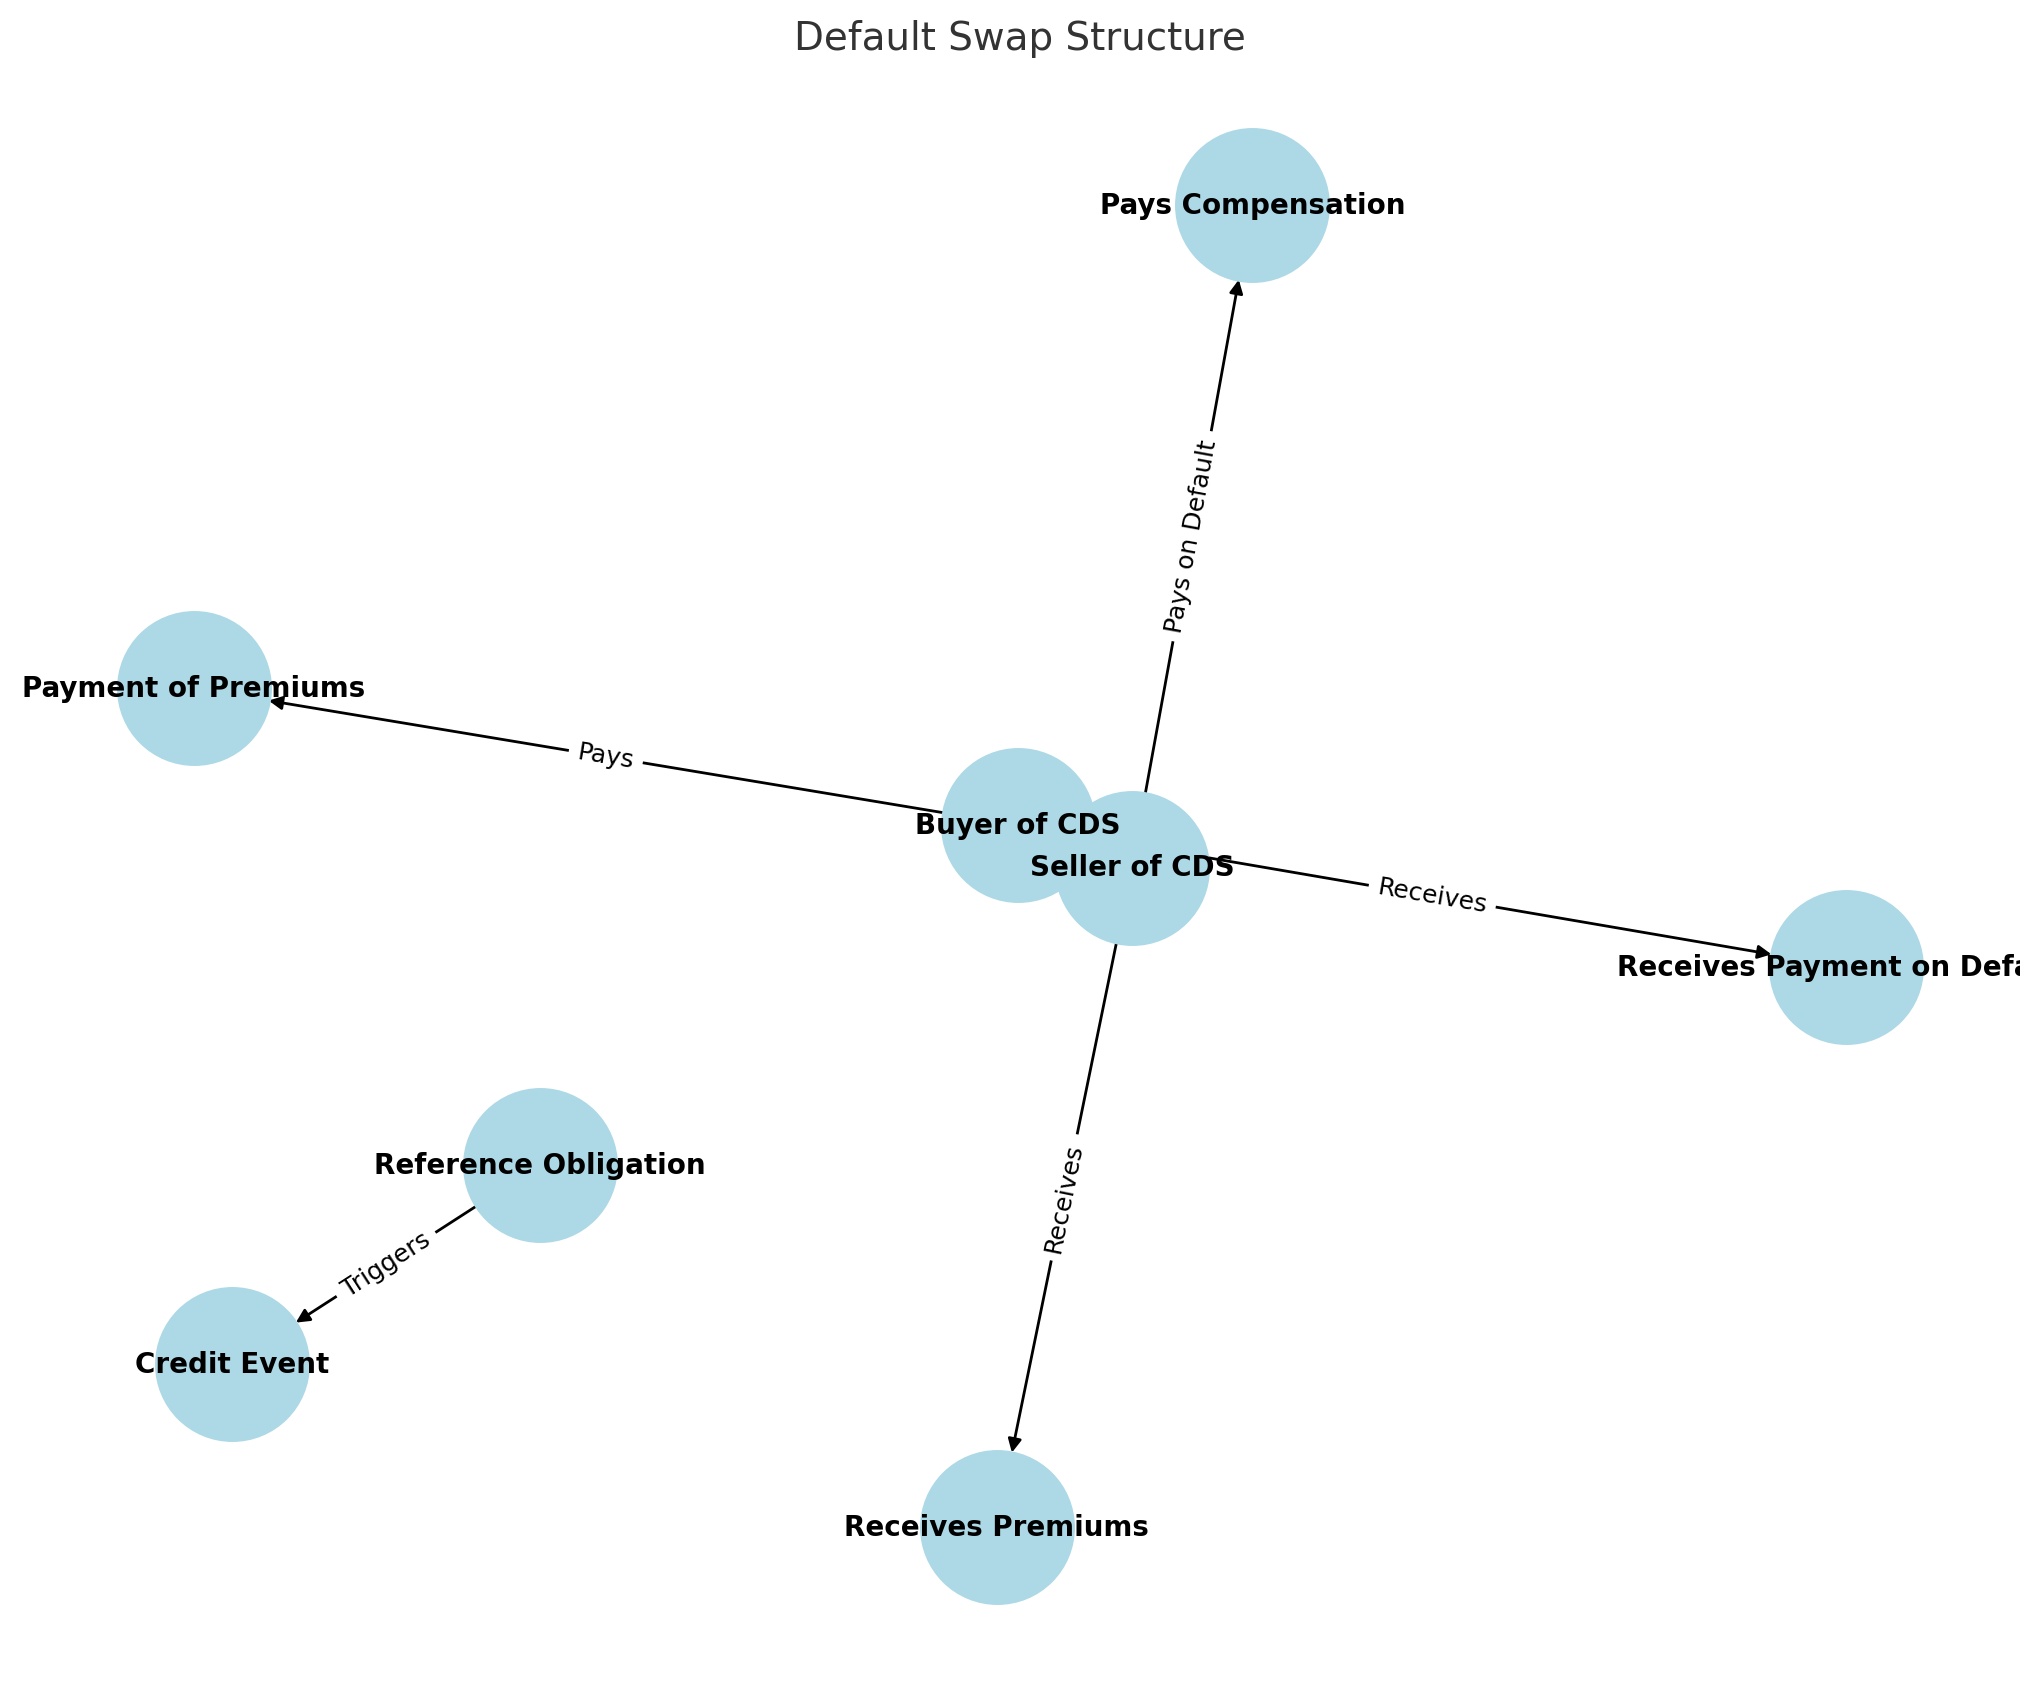 Default Swap Structure
Pays Compensation
Pays on Default
Payment of Premiums
Pays
Buyer of CDS
Seller of CDS
Receives
Receives Payment on Defa
Reference Obligation
Receives
Triggers
Credit Event
Receives Premiums